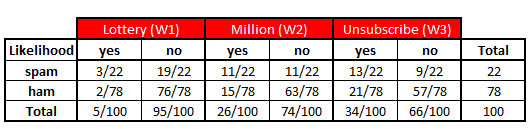 Lottery (W1) Million (W2) Unsubscribe (W3)
Likelihood yes no yes no yes no Total
spam 3/22 19/22 11/22 11/22 13/22 9/22 22
ham 2/78 76/78 15/78 63/78 21/78 57/78 78
Total 5/100 95/100 26/100 74/100 34/100 66/100 100